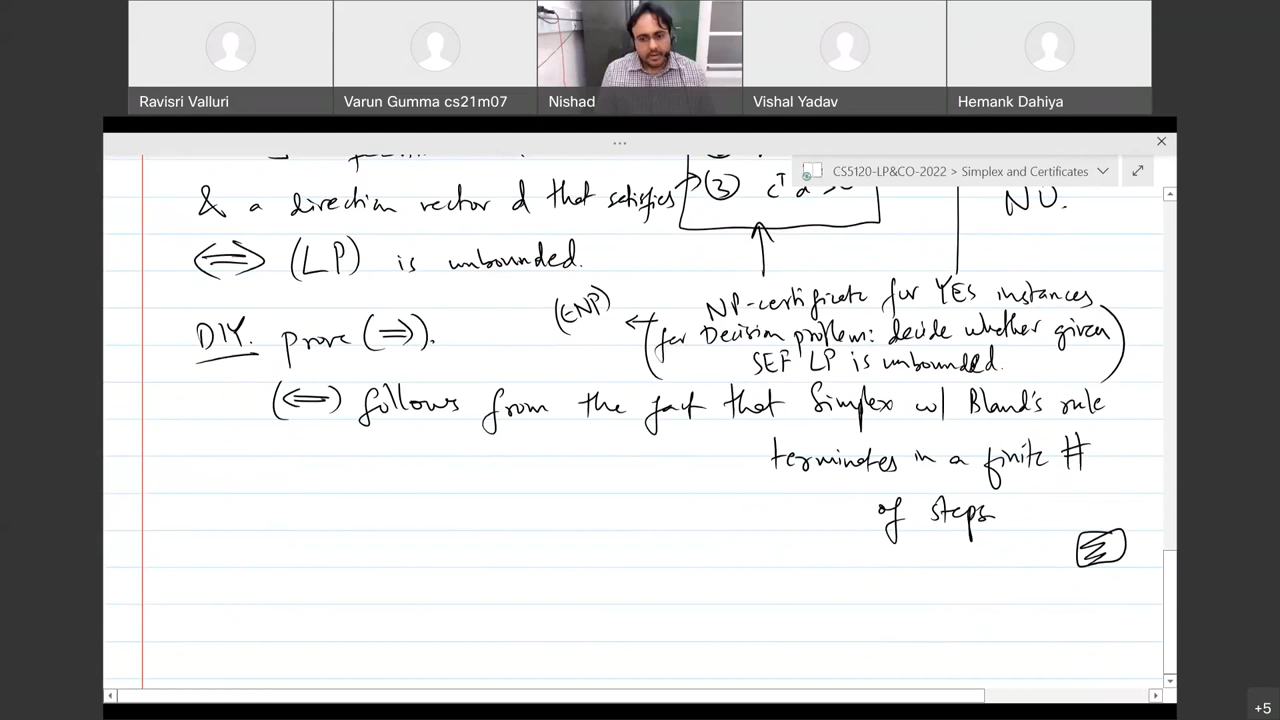 Ravisri Valluri
Varun Gumma cs21m07
Nishad
Vishal Yadav
Hemank Dahiya
CS5120-LP&CO-2022 > Simplex and Certificates
& a direction vector d that satisfies
(3) cᵀd >
NO.
⟺ (LP) is unbounded.
NP-certificate for YES instances
(∈NP) ← (for Decision problem: decide whether given
SEF LP is unbounded.)
DIY. prove (⟹).
(⟸) follows from the fact that Simplex w/ Bland's rule
terminates in a finite #
of steps
+5